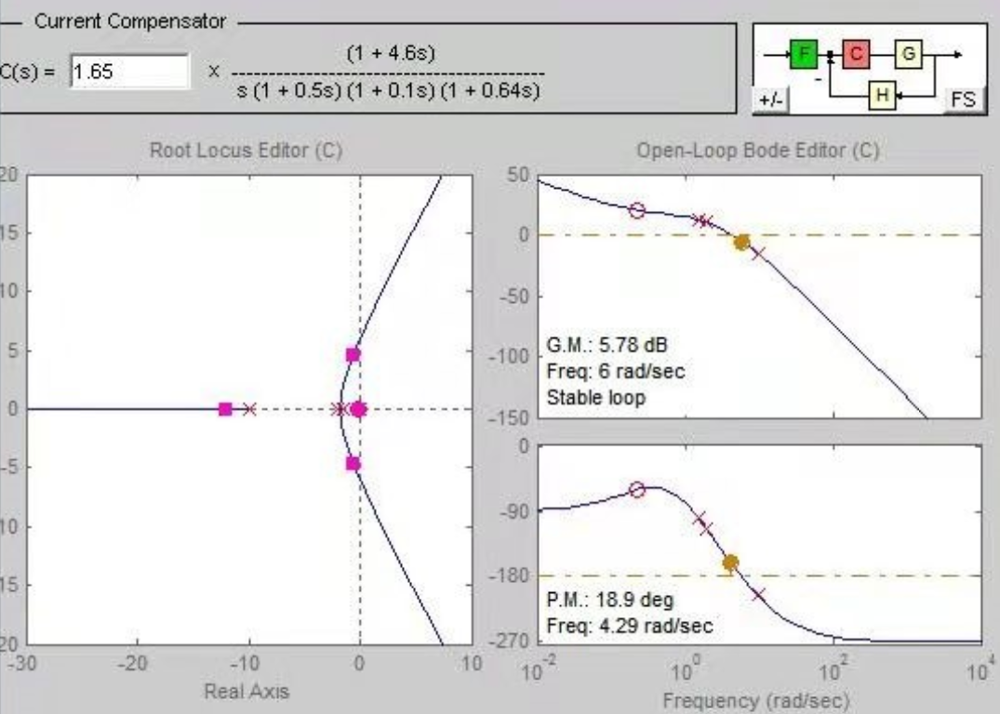 Current Compensator
C(s) = 1.65 x (1 + 4.6s)
s (1 + 0.5s) (1 + 0.1s) (1 + 0.64s)
F C G
-
H
+/- FS
Root Locus Editor (C)
20
15
10
5
0
-5
10
15
20
-30 -20 -10 0 10
Real Axis
Open-Loop Bode Editor (C)
50
0
-50
-100
-150
G.M.: 5.78 dB
Freq: 6 rad/sec
Stable loop
0
-90
-180
-270
P.M.: 18.9 deg
Freq: 4.29 rad/sec
10^-2 10^0 10^2 10^4
Frequency (rad/sec)